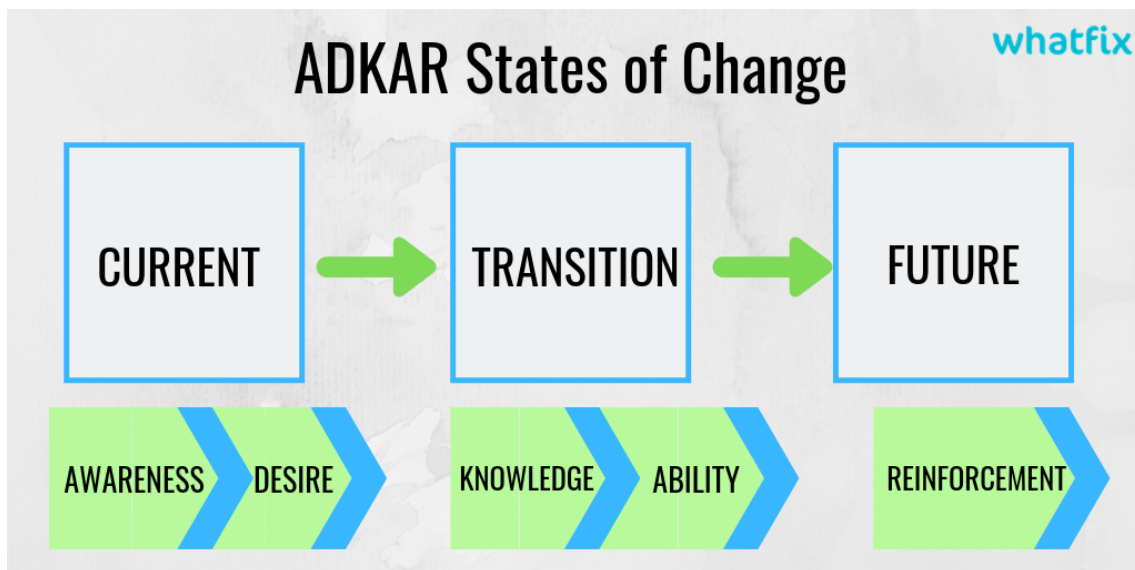 whatfix
ADKAR States of Change
CURRENT
TRANSITION
FUTURE
AWARENESS
DESIRE
KNOWLEDGE
ABILITY
REINFORCEMENT